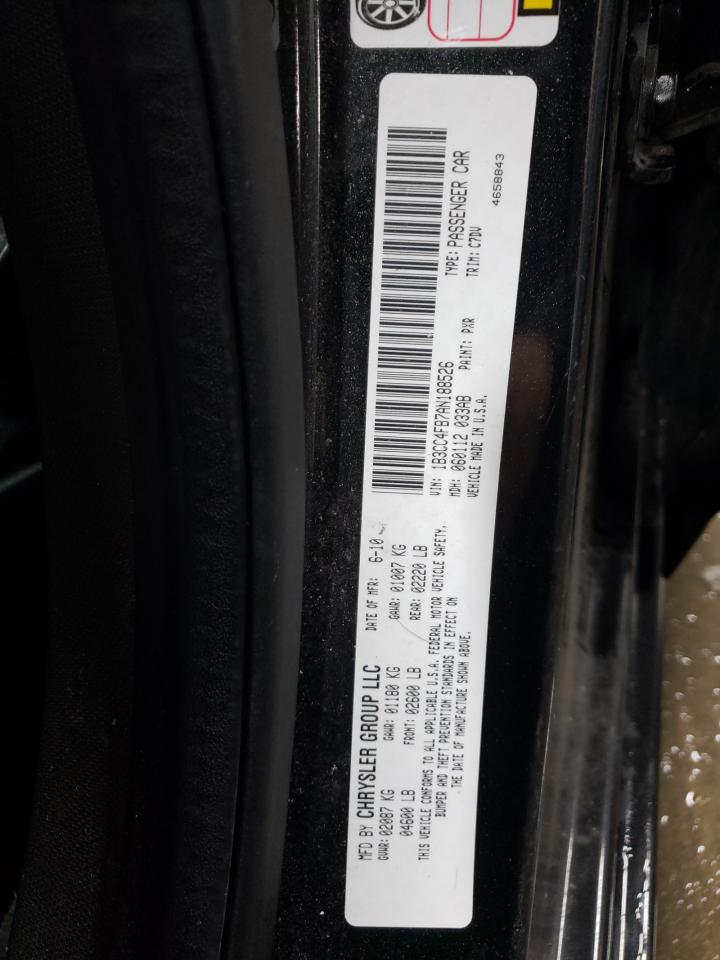 MFD BY CHRYSLER GROUP LLC DATE OF MFR: 6-10
GVWR: 02087 KG GAWR: 01180 KG GAWR: 01007 KG
04600 LB FRONT: 02600 LB REAR: 02220 LB
THIS VEHICLE CONFORMS TO ALL APPLICABLE U.S.A. FEDERAL MOTOR VEHICLE SAFETY,
BUMPER AND THEFT PREVENTION STANDARDS IN EFFECT ON
THE DATE OF MANUFACTURE SHOWN ABOVE.
VIN: 1B3CC4FB7AN188526 TYPE: PASSENGER CAR
MDH: 060112 033AB PAINT: PXR TRIM: C7DV
VEHICLE MADE IN U.S.A.
4658843